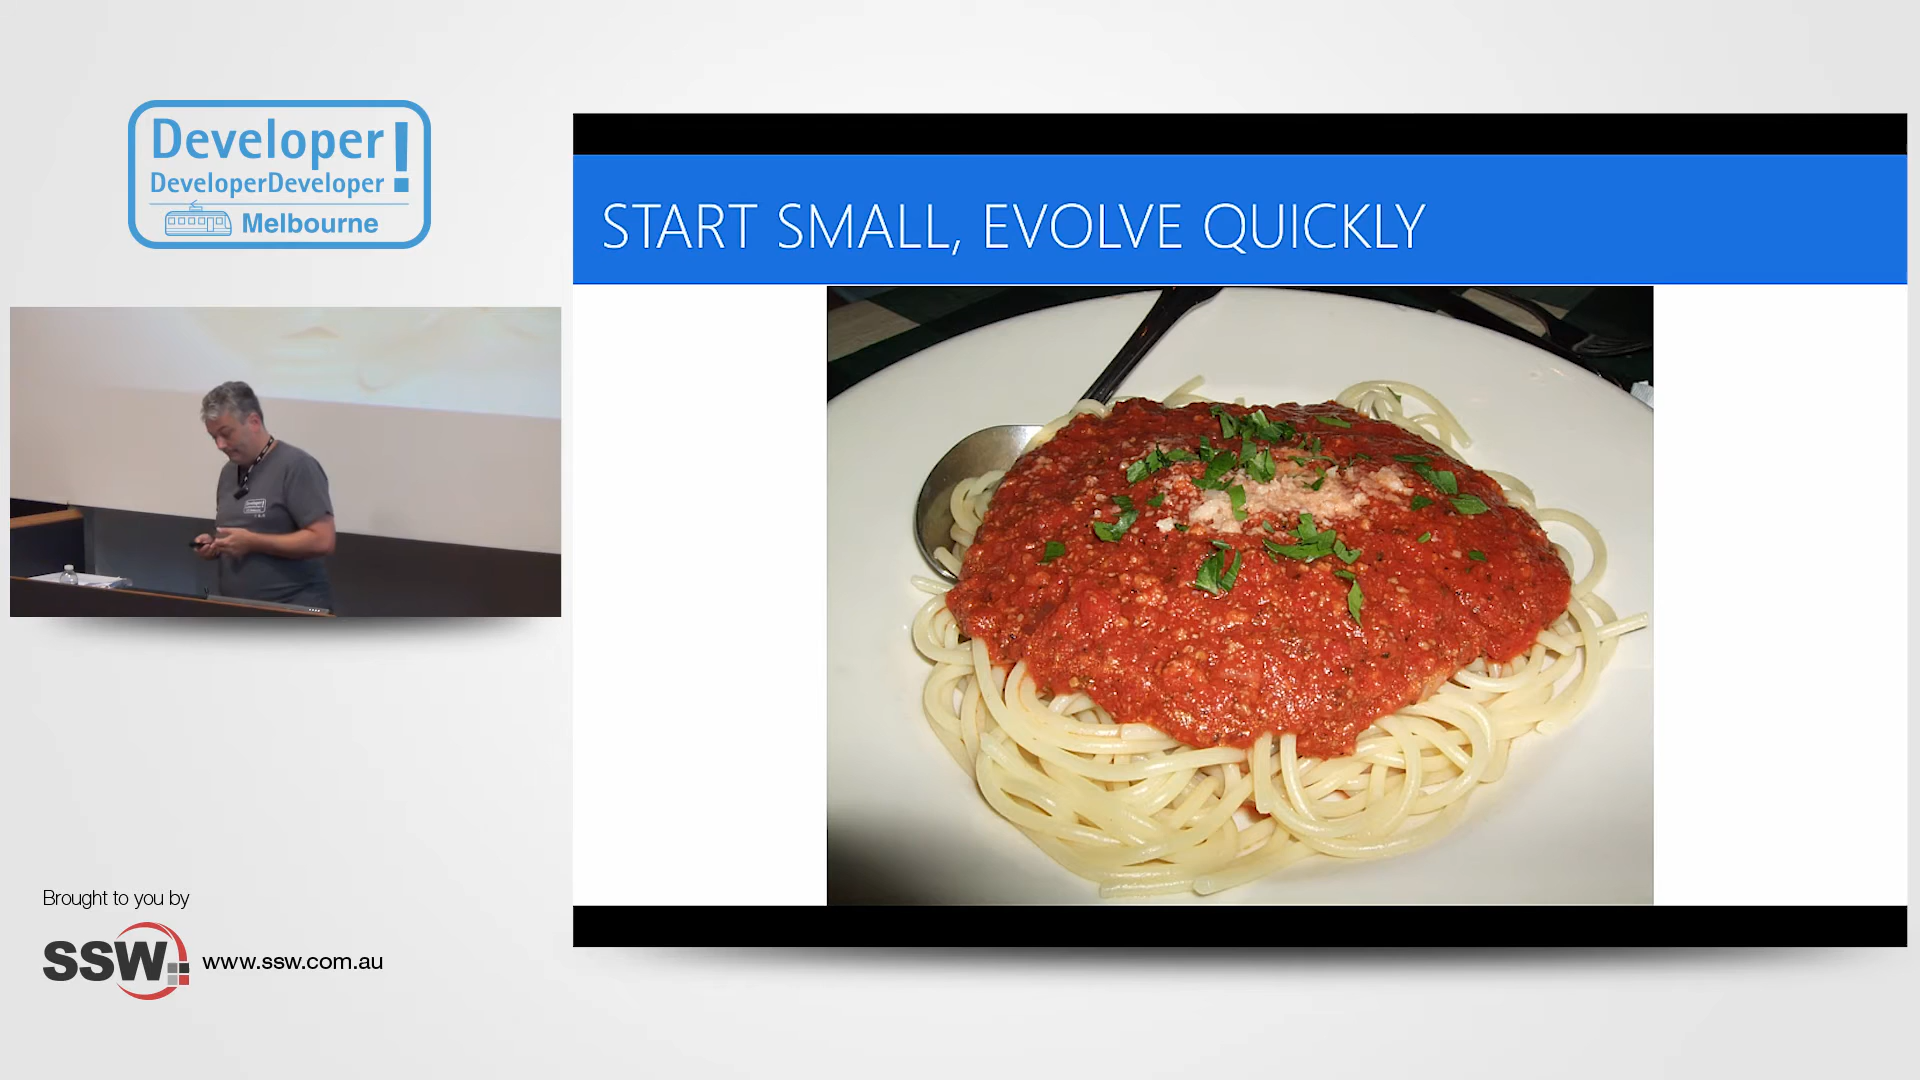 Developer!
DeveloperDeveloper
Melbourne
START SMALL, EVOLVE QUICKLY
Brought to you by
SSW
www.ssw.com.au